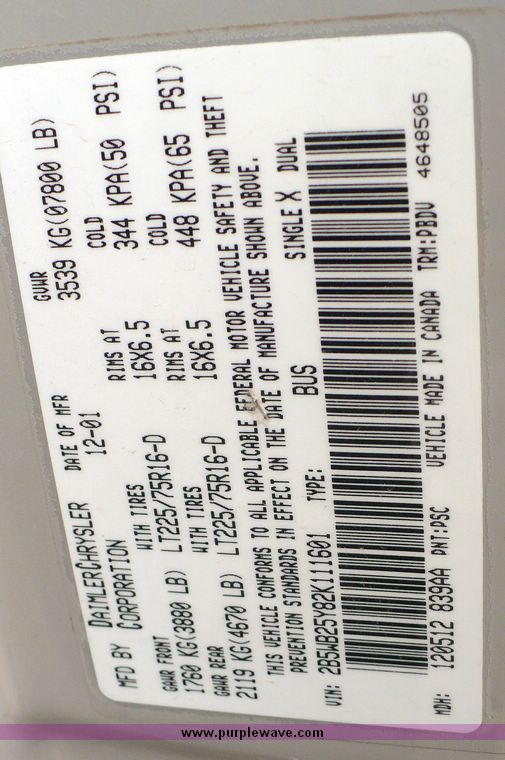 MFD BY DAIMLERCHRYSLER CORPORATION DATE OF MFR 12-01 GVWR 3539 KG(07800 LB)
GAWR FRONT 1760 KG(3880 LB) WITH TIRES LT225/75R16-D RIMS AT 16X6.5 COLD 344 KPA(50 PSI)
GAWR REAR 2119 KG(4670 LB) WITH TIRES LT225/75R16-D RIMS AT 16X6.5 COLD 448 KPA(65 PSI)
THIS VEHICLE CONFORMS TO ALL APPLICABLE FEDERAL MOTOR VEHICLE SAFETY AND THEFT
PREVENTION STANDARDS IN EFFECT ON THE DATE OF MANUFACTURE SHOWN ABOVE.
VIN: 2B5WB25Y82K111601 TYPE: BUS SINGLE X DUAL
MDH: 120512 839AA PNT:PSC VEHICLE MADE IN CANADA TRM:PBDV 4648505
www.purplewave.com